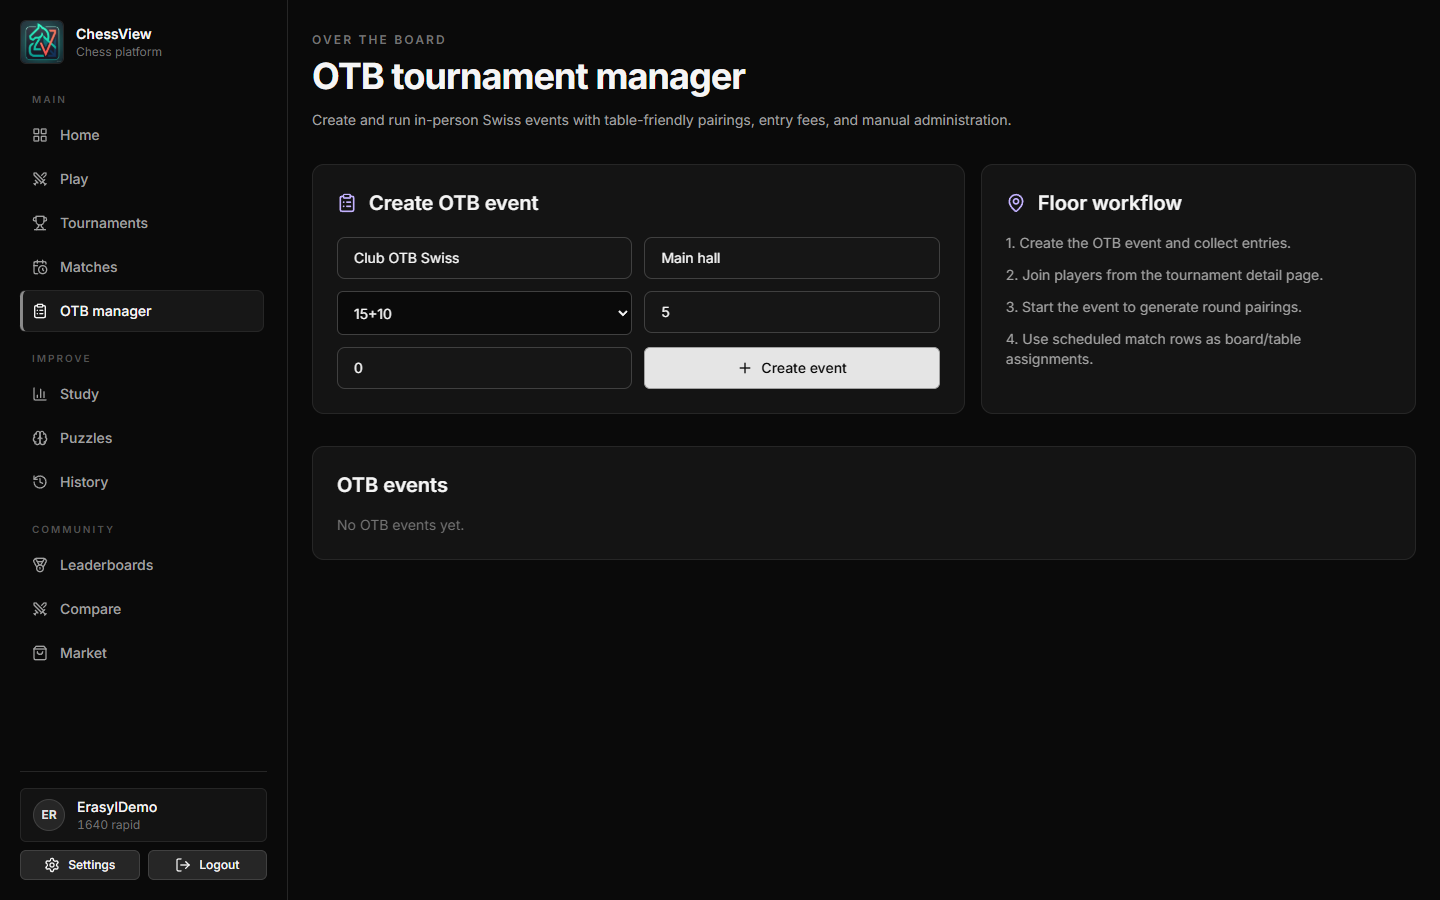 ChessView
Chess platform
MAIN
Home
Play
Tournaments
Matches
OTB manager
IMPROVE
Study
Puzzles
History
COMMUNITY
Leaderboards
Compare
Market
ER
ErasylDemo
1640 rapid
Settings
Logout
OVER THE BOARD
OTB tournament manager
Create and run in-person Swiss events with table-friendly pairings, entry fees, and manual administration.
Create OTB event
Club OTB Swiss
Main hall
15+10
5
0
Create event
Floor workflow
1. Create the OTB event and collect entries.
2. Join players from the tournament detail page.
3. Start the event to generate round pairings.
4. Use scheduled match rows as board/table
assignments.
OTB events
No OTB events yet.